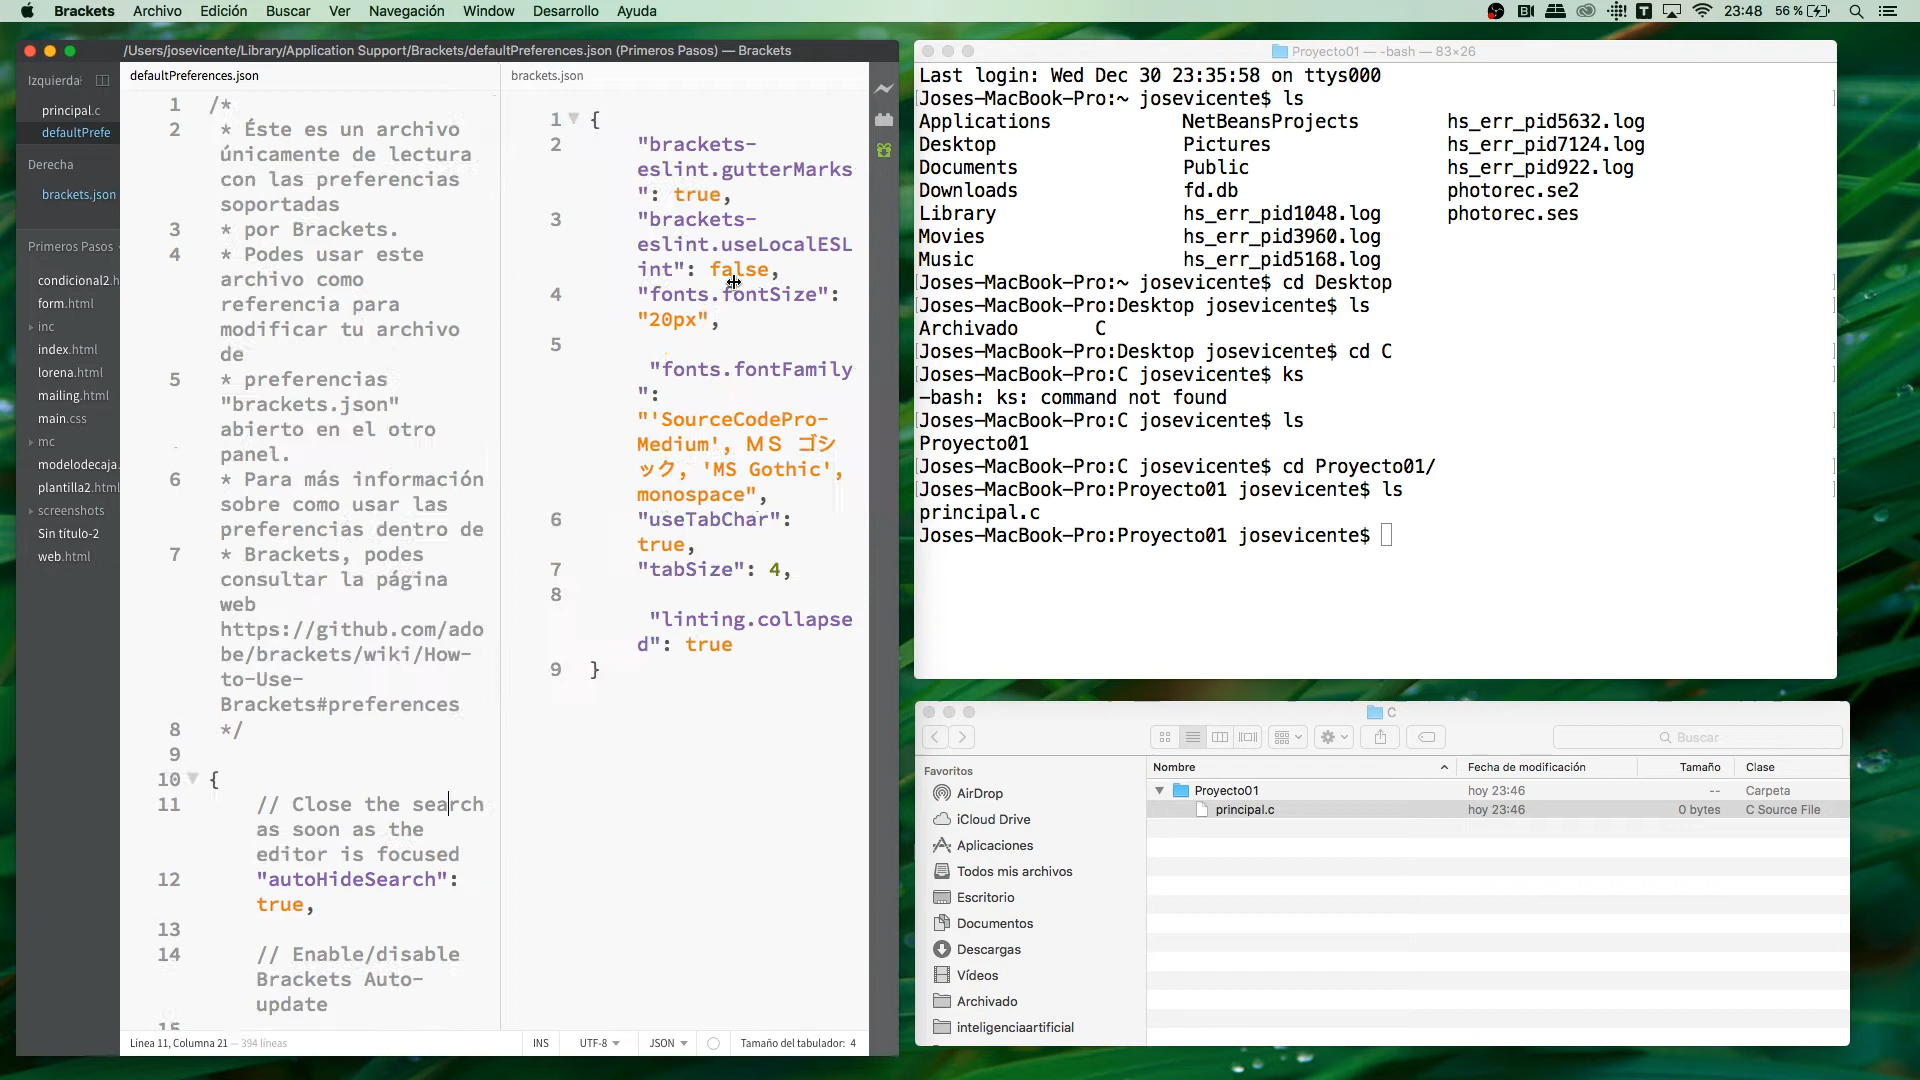 Brackets Archivo Edición Buscar Ver Navegación Window Desarrollo Ayuda 23:48 56 %
/Users/josevicente/Library/Application Support/Brackets/defaultPreferences.json (Primeros Pasos) — Brackets
Izquierda
principal.c
defaultPrefe
Derecha
brackets.json
Primeros Pasos
condicional2.h
form.html
inc
index.html
lorena.html
mailing.html
main.css
mc
modelodecaja.
plantilla2.html
screenshots
Sin título-2
web.html
defaultPreferences.json
1 /*
2 * Éste es un archivo
únicamente de lectura
con las preferencias
soportadas
3 * por Brackets.
4 * Podes usar este
archivo como
referencia para
modificar tu archivo
de
5 * preferencias
"brackets.json"
abierto en el otro
panel.
6 * Para más información
sobre como usar las
preferencias dentro de
7 * Brackets, podes
consultar la página
web
https://github.com/ado
be/brackets/wiki/How-
to-Use-
Brackets#preferences
8 */
9
10 {
11 // Close the search
as soon as the
editor is focused
12 "autoHideSearch":
true,
13
14 // Enable/disable
Brackets Auto-
update
15
brackets.json
1 {
2 "brackets-
eslint.gutterMarks
": true,
3 "brackets-
eslint.useLocalESL
int": false,
4 "fonts.fontSize":
"20px",
5
"fonts.fontFamily
":
"'SourceCodePro-
Medium', ＭＳ ゴシ
ック, 'MS Gothic',
monospace",
6 "useTabChar":
true,
7 "tabSize": 4,
8
"linting.collapse
d": true
9 }
Línea 11, Columna 21 — 394 líneas INS UTF-8 JSON Tamaño del tabulador: 4
Proyecto01 — -bash — 83×26
Last login: Wed Dec 30 23:35:58 on ttys000
[Joses-MacBook-Pro:~ josevicente$ ls ]
Applications NetBeansProjects hs_err_pid5632.log
Desktop Pictures hs_err_pid7124.log
Documents Public hs_err_pid922.log
Downloads fd.db photorec.se2
Library hs_err_pid1048.log photorec.ses
Movies hs_err_pid3960.log
Music hs_err_pid5168.log
[Joses-MacBook-Pro:~ josevicente$ cd Desktop ]
[Joses-MacBook-Pro:Desktop josevicente$ ls ]
Archivado C
[Joses-MacBook-Pro:Desktop josevicente$ cd C ]
[Joses-MacBook-Pro:C josevicente$ ks ]
-bash: ks: command not found
[Joses-MacBook-Pro:C josevicente$ ls ]
Proyecto01
[Joses-MacBook-Pro:C josevicente$ cd Proyecto01/ ]
[Joses-MacBook-Pro:Proyecto01 josevicente$ ls ]
principal.c
Joses-MacBook-Pro:Proyecto01 josevicente$
C
Buscar
Favoritos
AirDrop
iCloud Drive
Aplicaciones
Todos mis archivos
Escritorio
Documentos
Descargas
Vídeos
Archivado
inteligenciaartificial
Nombre Fecha de modificación Tamaño Clase
Proyecto01 hoy 23:46 -- Carpeta
principal.c hoy 23:46 0 bytes C Source File